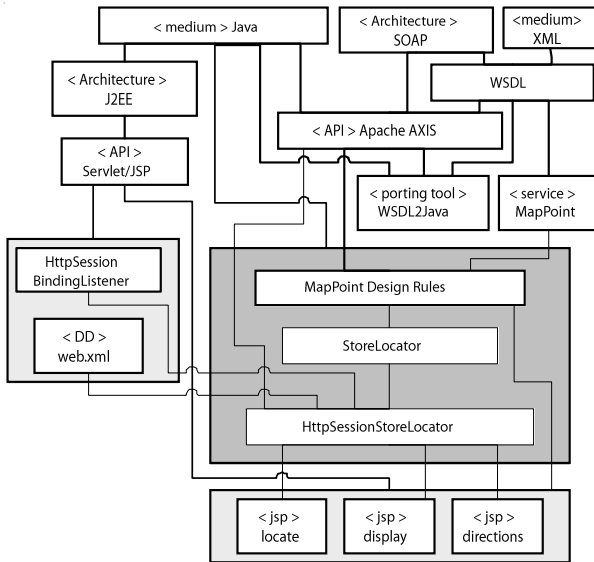 < medium > Java
< Architecture >
SOAP
<medium>
XML
< Architecture >
J2EE
WSDL
< API > Apache AXIS
< API >
Servlet/JSP
< porting tool >
WSDL2Java
< service >
MapPoint
HttpSession
BindingListener
MapPoint Design Rules
< DD >
web.xml
StoreLocator
HttpSessionStoreLocator
< jsp >
locate
< jsp >
display
< jsp >
directions